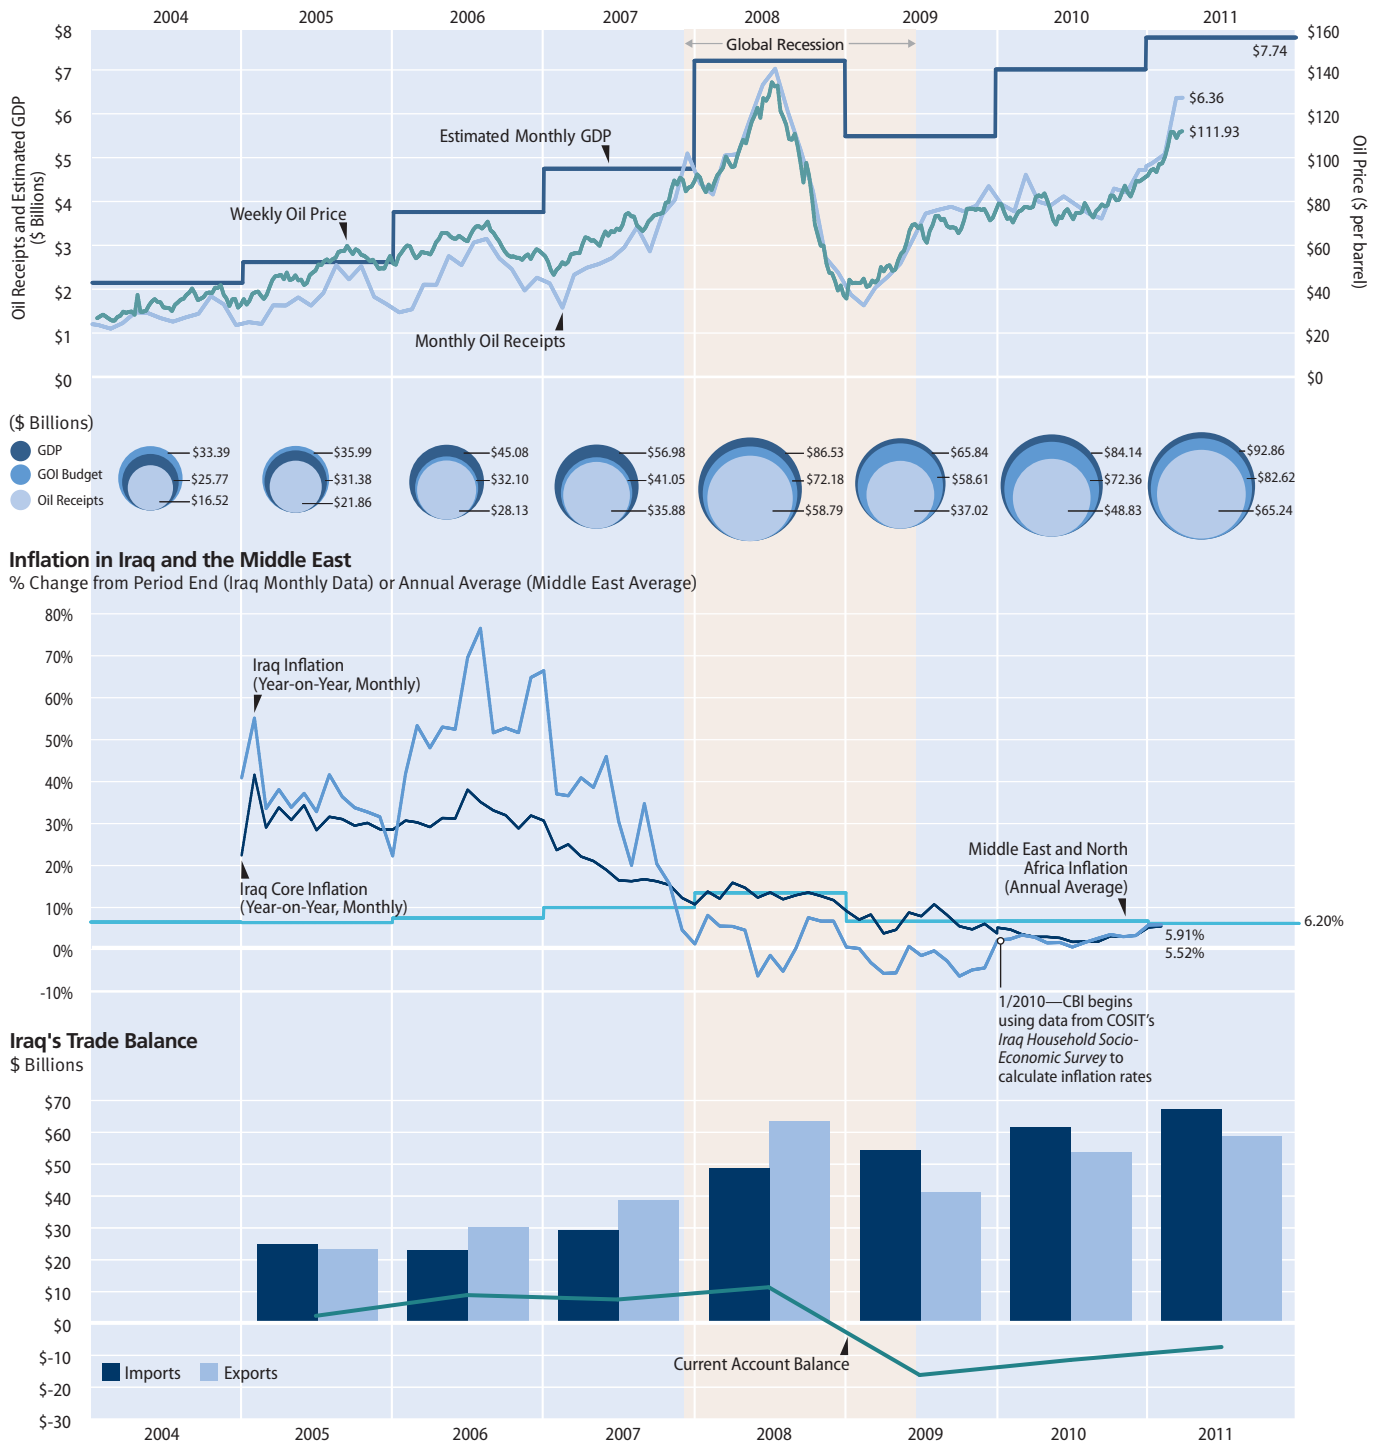 2004 2005 2006 2007 2008 2009 2010 2011
$8
$7
$6
$5
$4
$3
$2
$1
$0
Oil Receipts and Estimated GDP
($ Billions)
$160
$140
$120
$100
$80
$60
$40
$20
$0
Oil Price ($ per barrel)
Global Recession
$7.74
$6.36
$111.93
Estimated Monthly GDP
Weekly Oil Price
Monthly Oil Receipts
($ Billions)
GDP
GOI Budget
Oil Receipts
$33.39
$25.77
$16.52
$35.99
$31.38
$21.86
$45.08
$32.10
$28.13
$56.98
$41.05
$35.88
$86.53
$72.18
$58.79
$65.84
$58.61
$37.02
$84.14
$72.36
$48.83
$92.86
$82.62
$65.24
Inflation in Iraq and the Middle East
% Change from Period End (Iraq Monthly Data) or Annual Average (Middle East Average)
80%
70%
60%
50%
40%
30%
20%
10%
0%
-10%
Iraq Inflation
(Year-on-Year, Monthly)
Iraq Core Inflation
(Year-on-Year, Monthly)
Middle East and North
Africa Inflation
(Annual Average)
6.20%
5.91%
5.52%
1/2010—CBI begins
using data from COSIT's
Iraq Household Socio-
Economic Survey to
calculate inflation rates
Iraq's Trade Balance
$ Billions
$70
$60
$50
$40
$30
$20
$10
$0
$-10
$-20
$-30
Current Account Balance
Imports
Exports
2004 2005 2006 2007 2008 2009 2010 2011